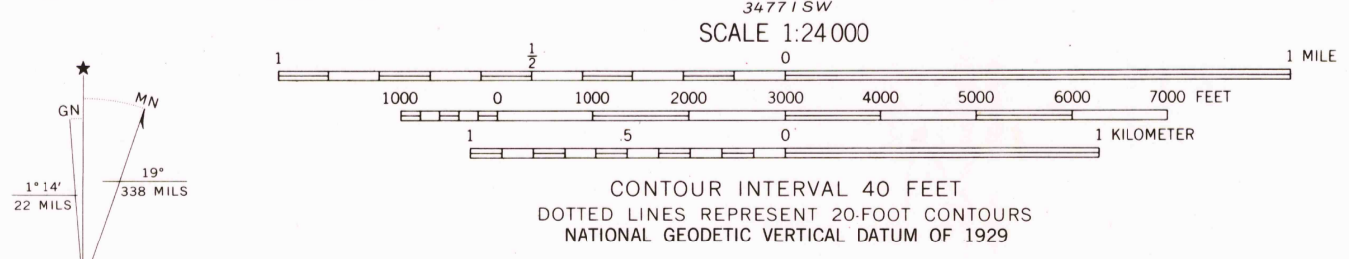 3477 I SW
SCALE 1:24 000
1 1/2 0 1 MILE
1000 0 1000 2000 3000 4000 5000 6000 7000 FEET
1 .5 0 1 KILOMETER
CONTOUR INTERVAL 40 FEET
DOTTED LINES REPRESENT 20-FOOT CONTOURS
NATIONAL GEODETIC VERTICAL DATUM OF 1929
★
GN MN
1° 14′ 19°
22 MILS 338 MILS